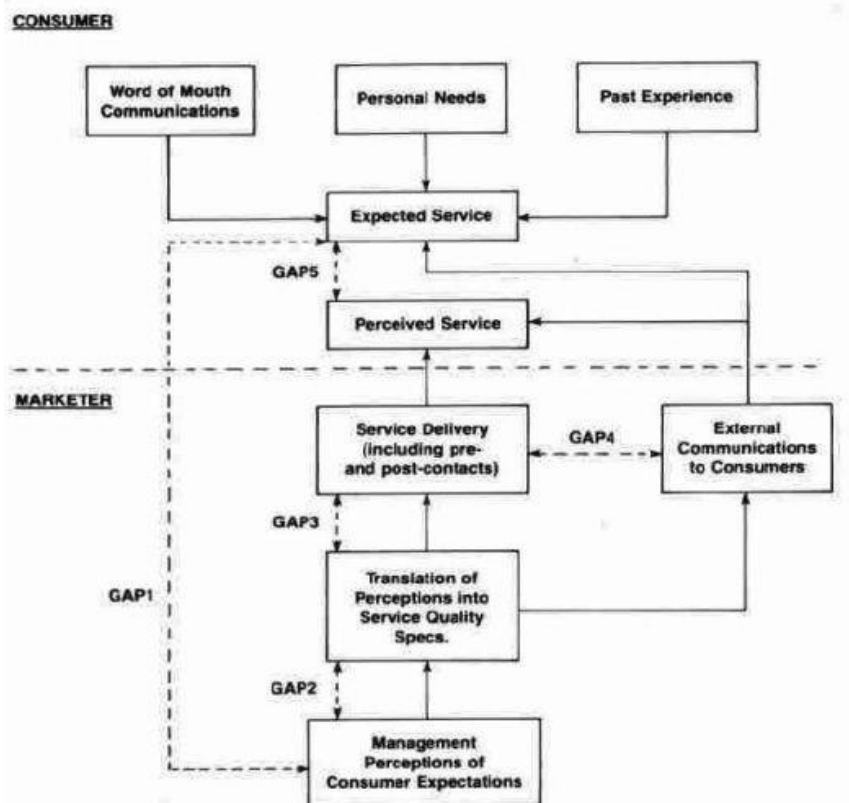 CONSUMER
Word of Mouth
Communications
Personal Needs
Past Experience
Expected Service
GAP5
Perceived Service
MARKETER
Service Delivery
(including pre-
and post-contacts)
GAP4
External
Communications
to Consumers
GAP3
Translation of
Perceptions into
Service Quality
Specs.
GAP1
GAP2
Management
Perceptions of
Consumer Expectations